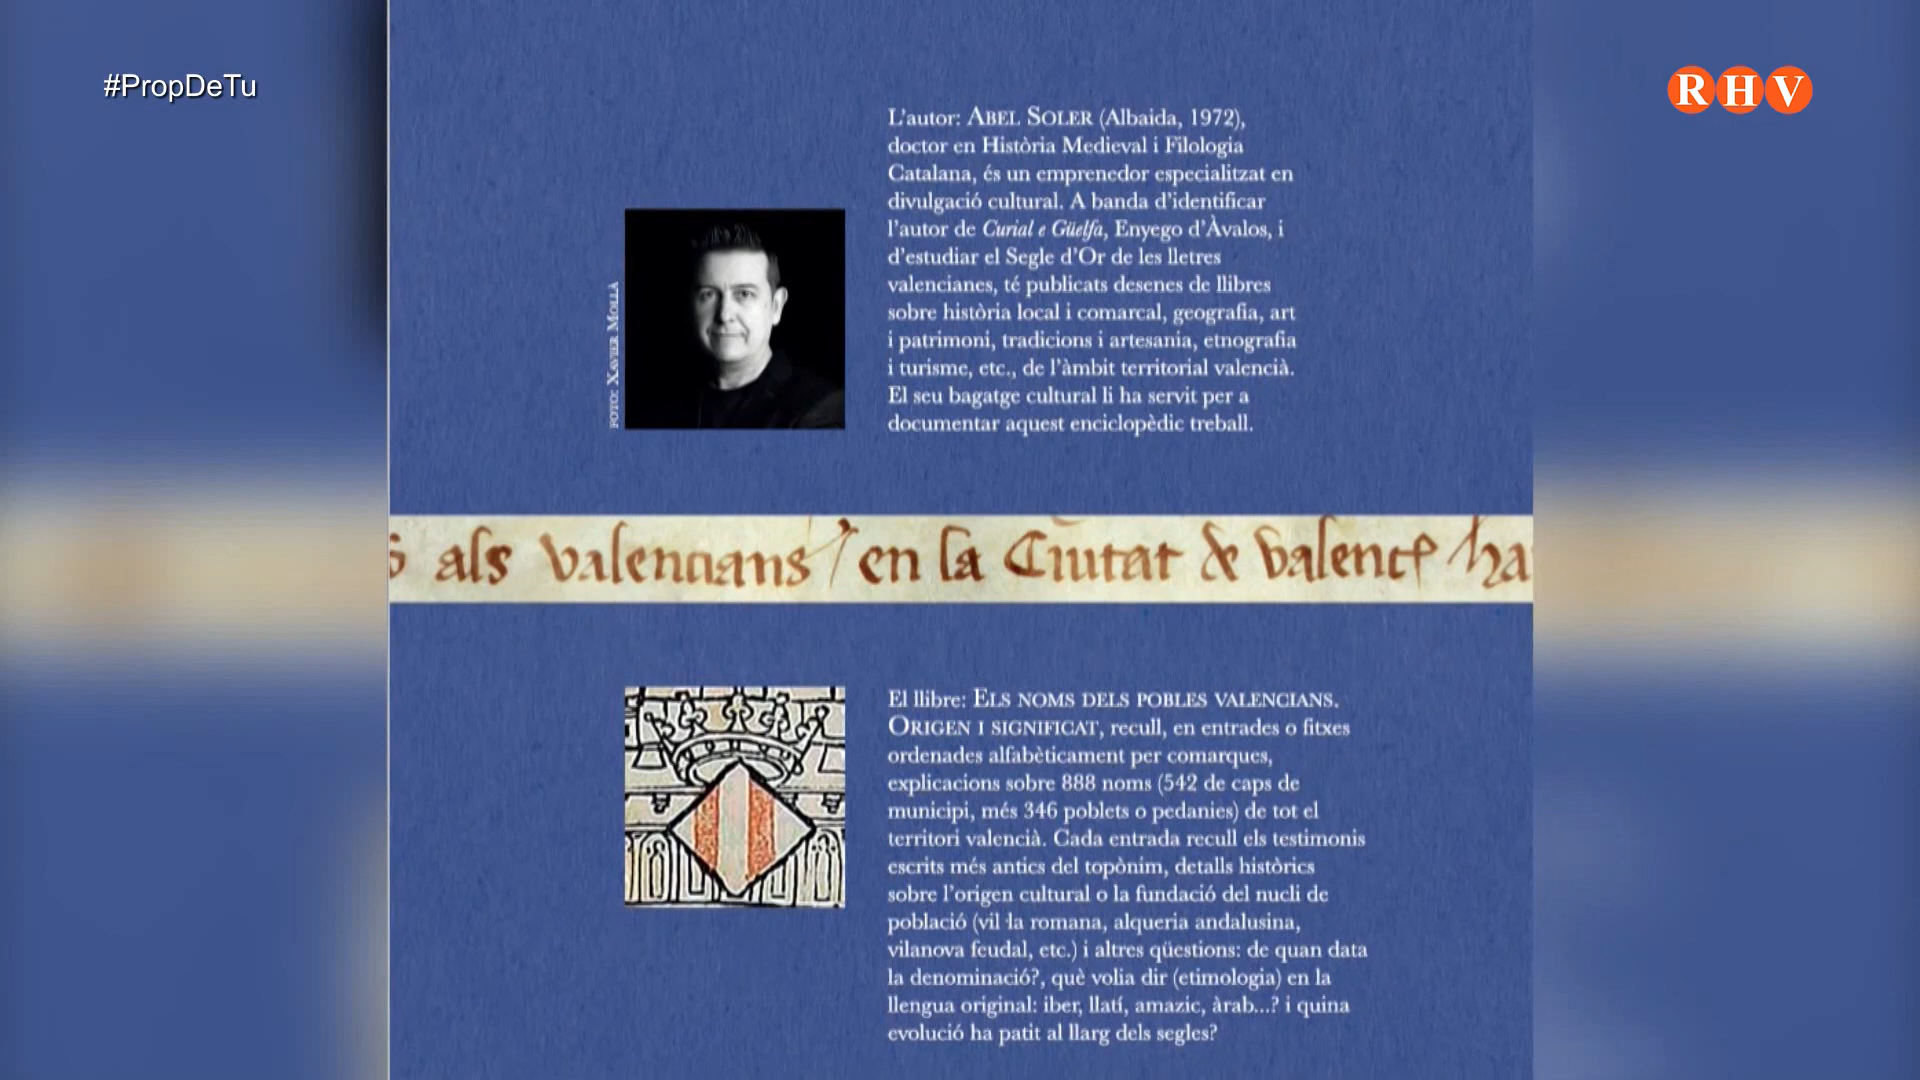 #PropDeTu
RHV
L'autor: ABEL SOLER (Albaida, 1972),
doctor en Història Medieval i Filologia
Catalana, és un emprenedor especialitzat en
divulgació cultural. A banda d'identificar
l'autor de Curial e Güelfa, Enyego d'Àvalos, i
d'estudiar el Segle d'Or de les lletres
valencianes, té publicats desenes de llibres
sobre història local i comarcal, geografia, art
i patrimoni, tradicions i artesania, etnografia
i turisme, etc., de l'àmbit territorial valencià.
El seu bagatge cultural li ha servit per a
documentar aquest enciclopèdic treball.
FOTO: XAVIER MOLLÀ
s als valencians / en la Ciutat de Valenc ha
El llibre: ELS NOMS DELS POBLES VALENCIANS.
ORIGEN I SIGNIFICAT, recull, en entrades o fitxes
ordenades alfabèticament per comarques,
explicacions sobre 888 noms (542 de caps de
municipi, més 346 poblets o pedanies) de tot el
territori valencià. Cada entrada recull els testimonis
escrits més antics del topònim, detalls històrics
sobre l'origen cultural o la fundació del nucli de
població (vil·la romana, alqueria andalusina,
vilanova feudal, etc.) i altres qüestions: de quan data
la denominació?, què volia dir (etimologia) en la
llengua original: iber, llatí, amazic, àrab...? i quina
evolució ha patit al llarg dels segles?